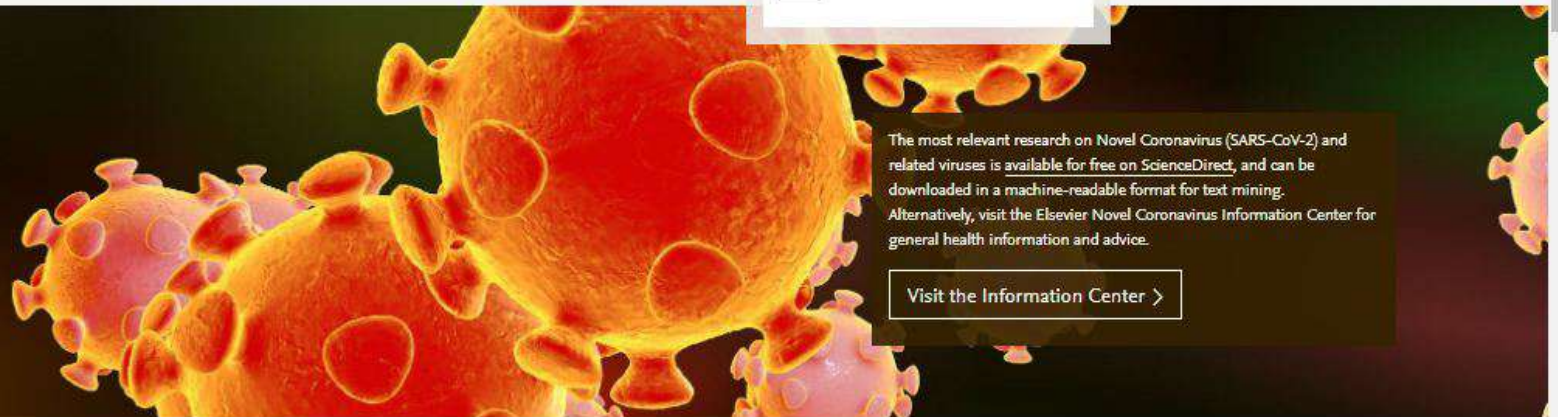 The most relevant research on Novel Coronavirus (SARS-CoV-2) and
related viruses is available for free on ScienceDirect, and can be
downloaded in a machine-readable format for text mining.
Alternatively, visit the Elsevier Novel Coronavirus Information Center for
general health information and advice.
Visit the Information Center >